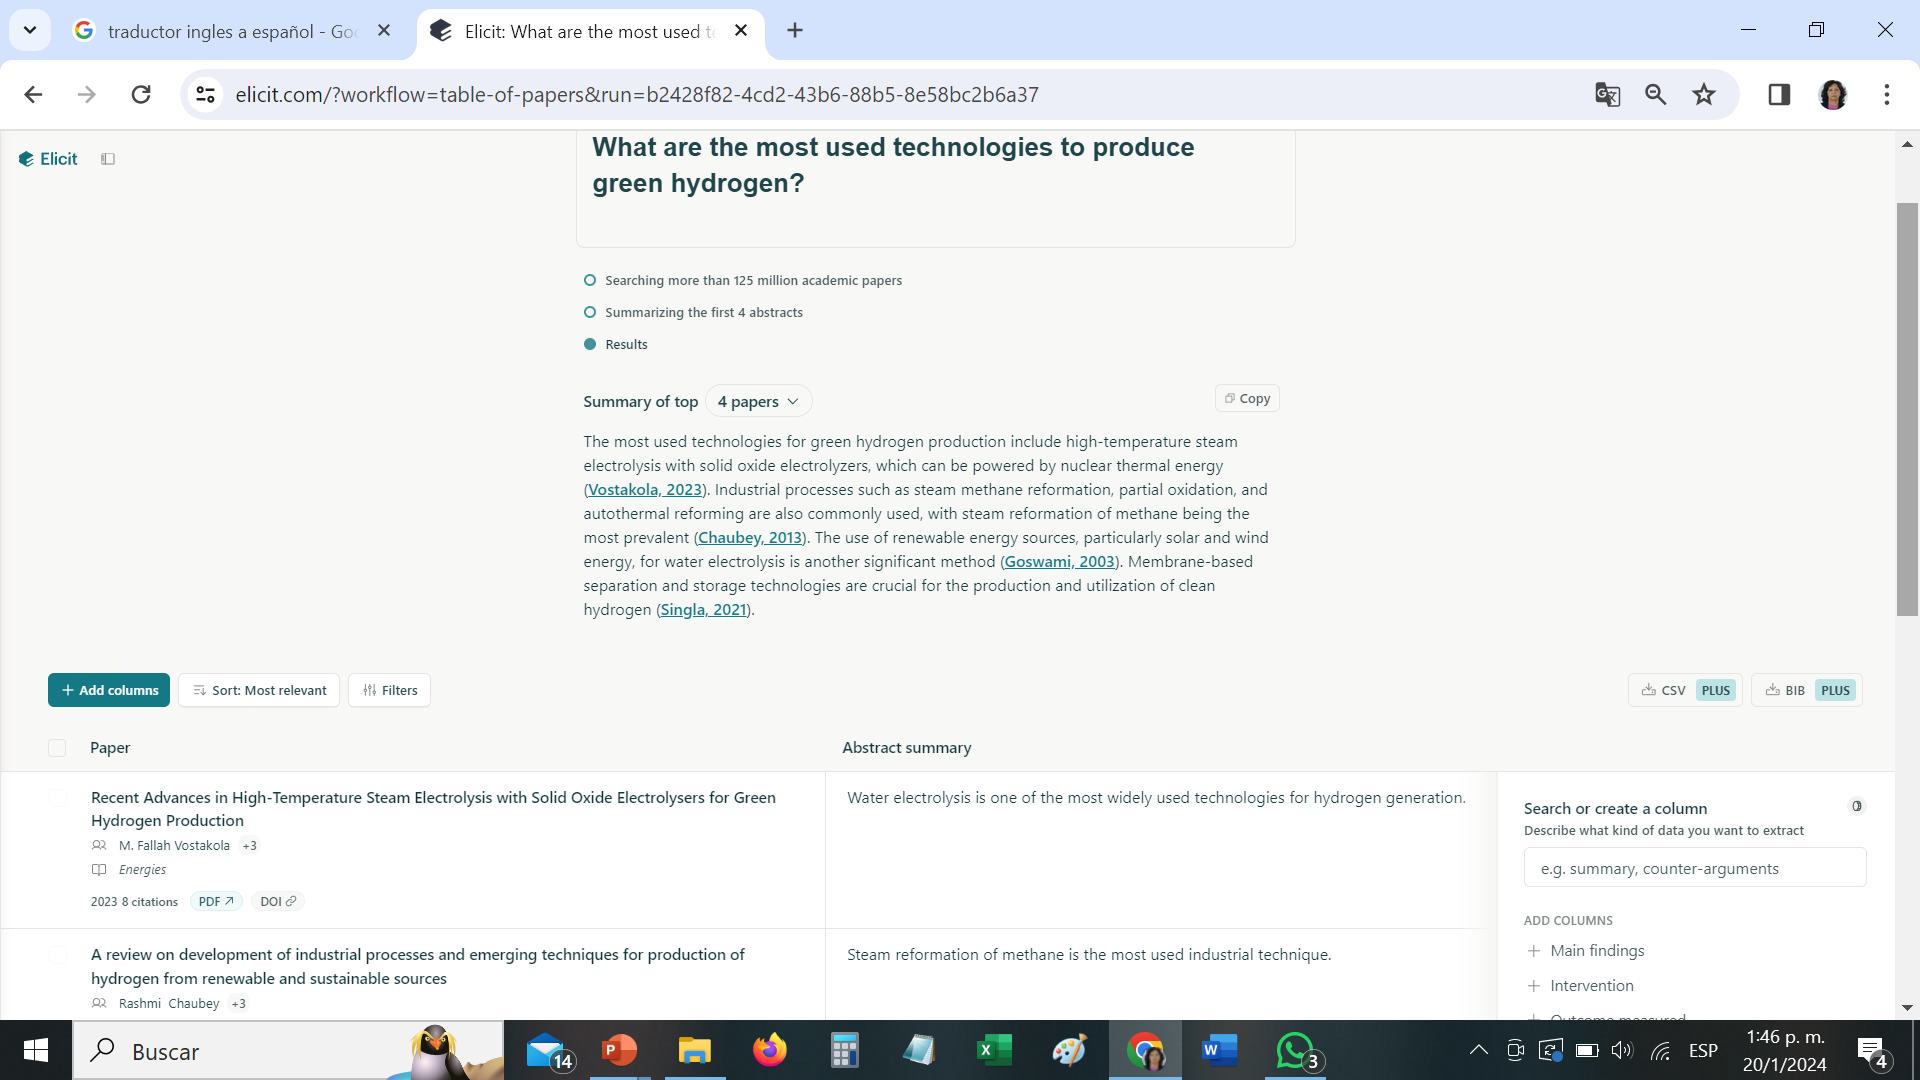 traductor ingles a español - Goo
Elicit: What are the most used te
elicit.com/?workflow=table-of-papers&run=b2428f82-4cd2-43b6-88b5-8e58bc2b6a37
Elicit
What are the most used technologies to produce
green hydrogen?
Searching more than 125 million academic papers
Summarizing the first 4 abstracts
Results
Summary of top 4 papers
Copy
The most used technologies for green hydrogen production include high-temperature steam
electrolysis with solid oxide electrolyzers, which can be powered by nuclear thermal energy
(Vostakola, 2023). Industrial processes such as steam methane reformation, partial oxidation, and
autothermal reforming are also commonly used, with steam reformation of methane being the
most prevalent (Chaubey, 2013). The use of renewable energy sources, particularly solar and wind
energy, for water electrolysis is another significant method (Goswami, 2003). Membrane-based
separation and storage technologies are crucial for the production and utilization of clean
hydrogen (Singla, 2021).
+ Add columns
Sort: Most relevant
Filters
CSV PLUS
BIB PLUS
Paper
Abstract summary
Recent Advances in High-Temperature Steam Electrolysis with Solid Oxide Electrolysers for Green
Hydrogen Production
M. Fallah Vostakola +3
Energies
2023 8 citations PDF DOI
Water electrolysis is one of the most widely used technologies for hydrogen generation.
Search or create a column
Describe what kind of data you want to extract
e.g. summary, counter-arguments
ADD COLUMNS
+ Main findings
+ Intervention
+ Outcome measured
A review on development of industrial processes and emerging techniques for production of
hydrogen from renewable and sustainable sources
Rashmi Chaubey +3
Steam reformation of methane is the most used industrial technique.
Buscar
14
3
ESP
1:46 p. m.
20/1/2024
4